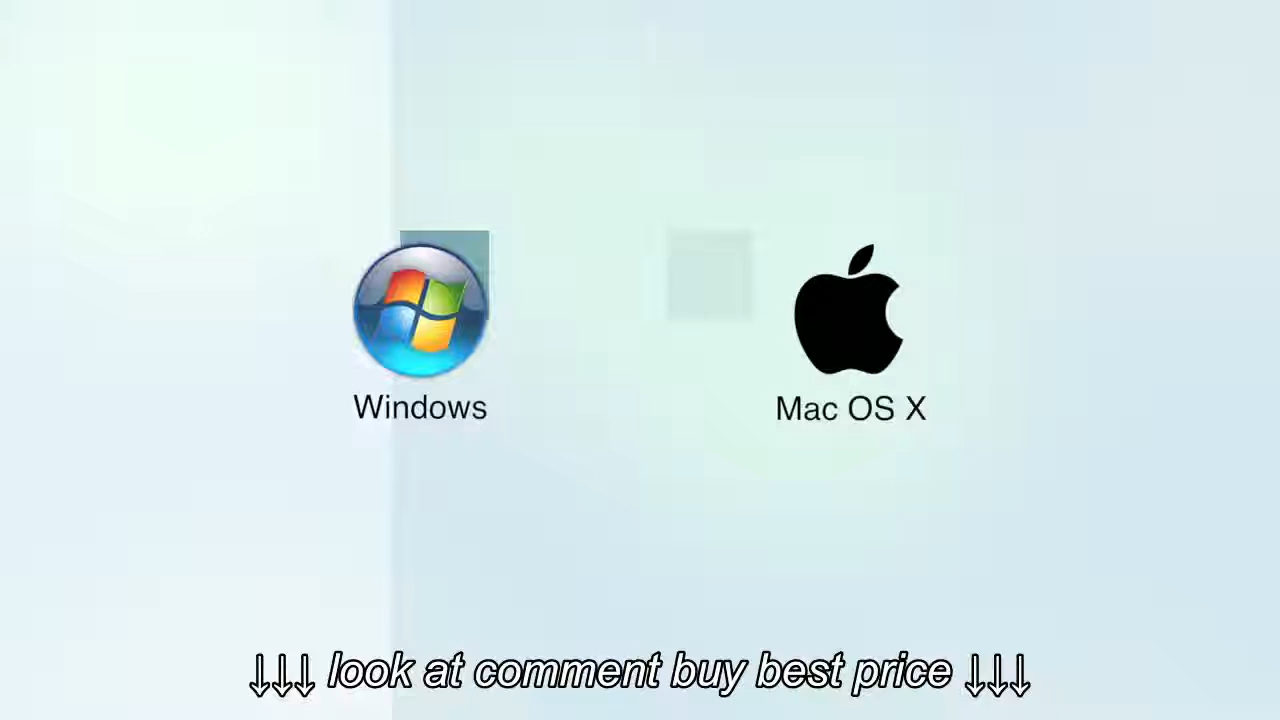 Windows
Mac OS X
↓↓↓ look at comment buy best price ↓↓↓